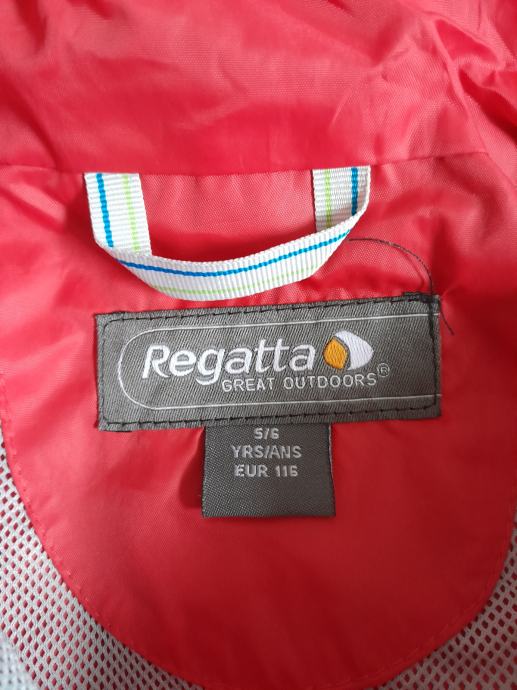 Regatta
GREAT OUTDOORS®
5/6
YRS/ANS
EUR 116